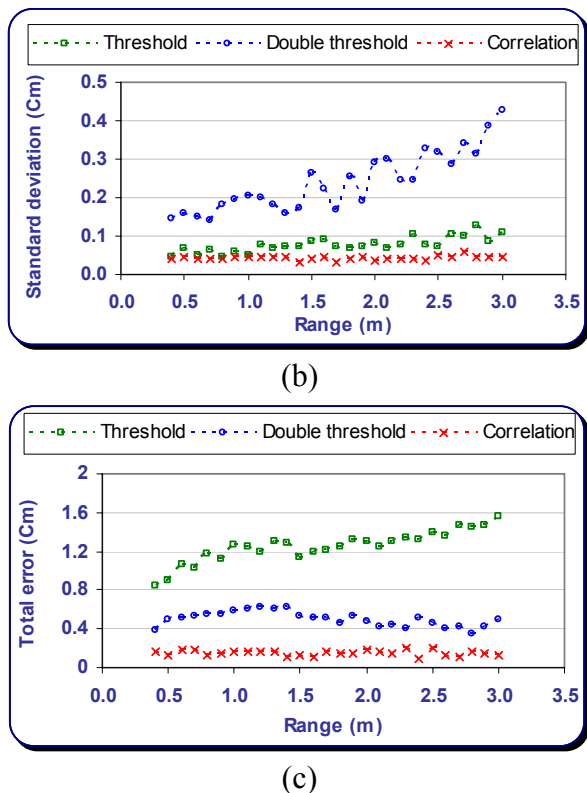 Threshold Double threshold Correlation
Standard deviation (Cm)
0.5
0.4
0.3
0.2
0.1
0.0
0.0 0.5 1.0 1.5 2.0 2.5 3.0 3.5
Range (m)
(b)
Threshold Double threshold Correlation
Total error (Cm)
2
1.6
1.2
0.8
0.4
0
0.0 0.5 1.0 1.5 2.0 2.5 3.0 3.5
Range (m)
(c)